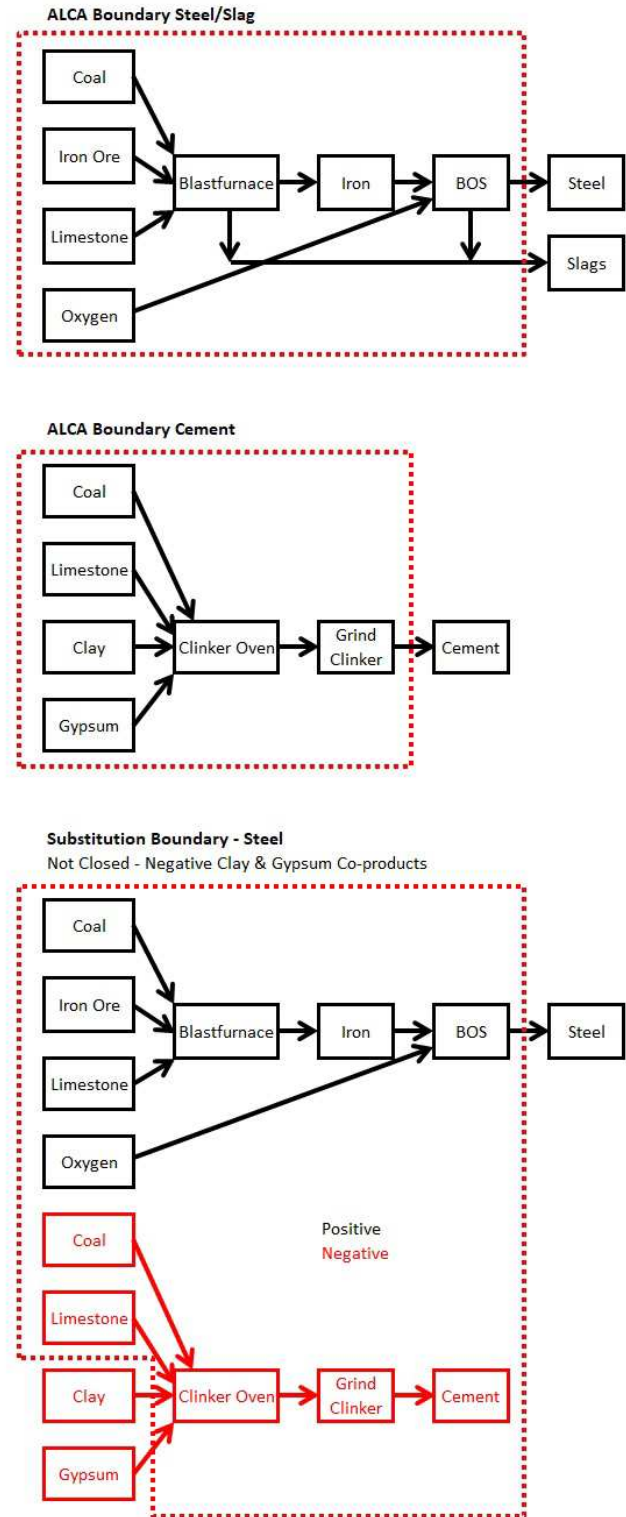 ALCA Boundary Steel/Slag
Coal
Iron Ore
Blastfurnace
Iron
BOS
Steel
Limestone
Slags
Oxygen
ALCA Boundary Cement
Coal
Limestone
Clay
Clinker Oven
Grind
Clinker
Cement
Gypsum
Substitution Boundary - Steel
Not Closed - Negative Clay & Gypsum Co-products
Coal
Iron Ore
Blastfurnace
Iron
BOS
Steel
Limestone
Oxygen
Positive
Negative
Coal
Limestone
Clay
Clinker Oven
Grind
Clinker
Cement
Gypsum